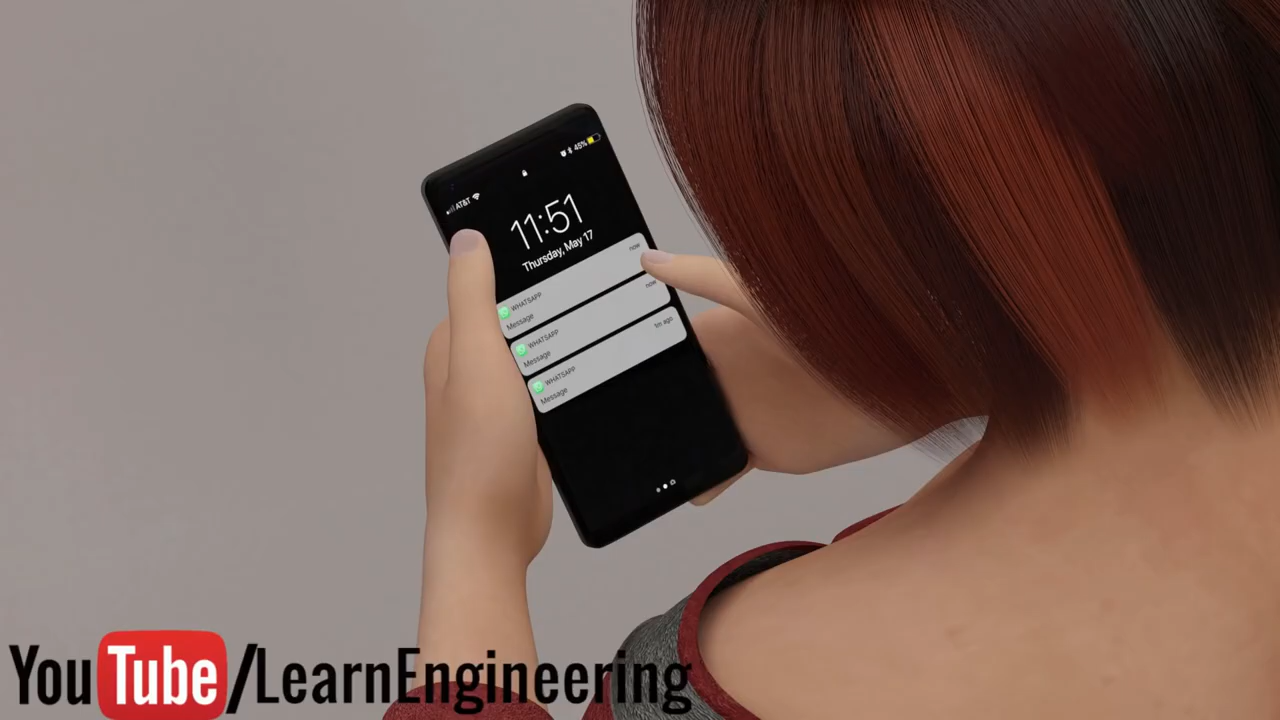 AT&T
45%
11:51
Thursday, May 17
WHATSAPP now
Message
WHATSAPP now
Message
WHATSAPP 1m ago
Message
YouTube/LearnEngineering